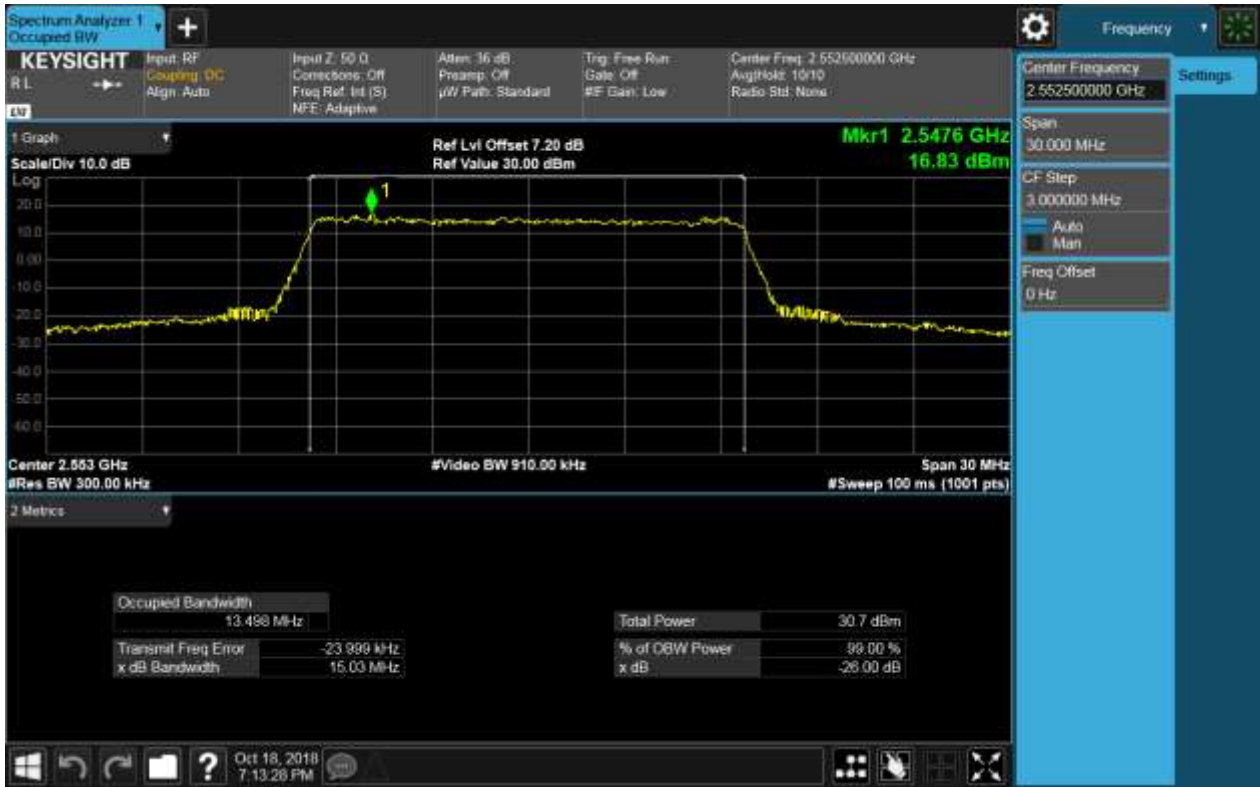 Spectrum Analyzer 1
Occupied BW
+
Frequency
KEYSIGHT
R L
Input: RF
Coupling: DC
Align: Auto
Input Z: 50 Ω
Corrections: Off
Freq Ref: Int (S)
NFE: Adaptive
Atten: 36 dB
Preamp: Off
µW Path: Standard
Trig: Free Run
Gate: Off
#IF Gain: Low
Center Freq: 2.552500000 GHz
Avg|Hold: 10/10
Radio Std: None
Center Frequency
2.552500000 GHz
Settings
Span
30.000 MHz
CF Step
3.000000 MHz
Auto
Man
Freq Offset
0 Hz
1 Graph
Scale/Div 10.0 dB
Ref Lvl Offset 7.20 dB
Ref Value 30.00 dBm
Mkr1 2.5476 GHz
16.83 dBm
Log
20.0
10.0
0.00
-10.0
-20.0
-30.0
-40.0
-50.0
-60.0
1
Center 2.553 GHz
#Res BW 300.00 kHz
#Video BW 910.00 kHz
Span 30 MHz
#Sweep 100 ms (1001 pts)
2 Metrics
Occupied Bandwidth
13.498 MHz
Transmit Freq Error -23.999 kHz
x dB Bandwidth 15.03 MHz
Total Power 30.7 dBm
% of OBW Power 99.00 %
x dB -26.00 dB
?
Oct 18, 2018
7:13:28 PM